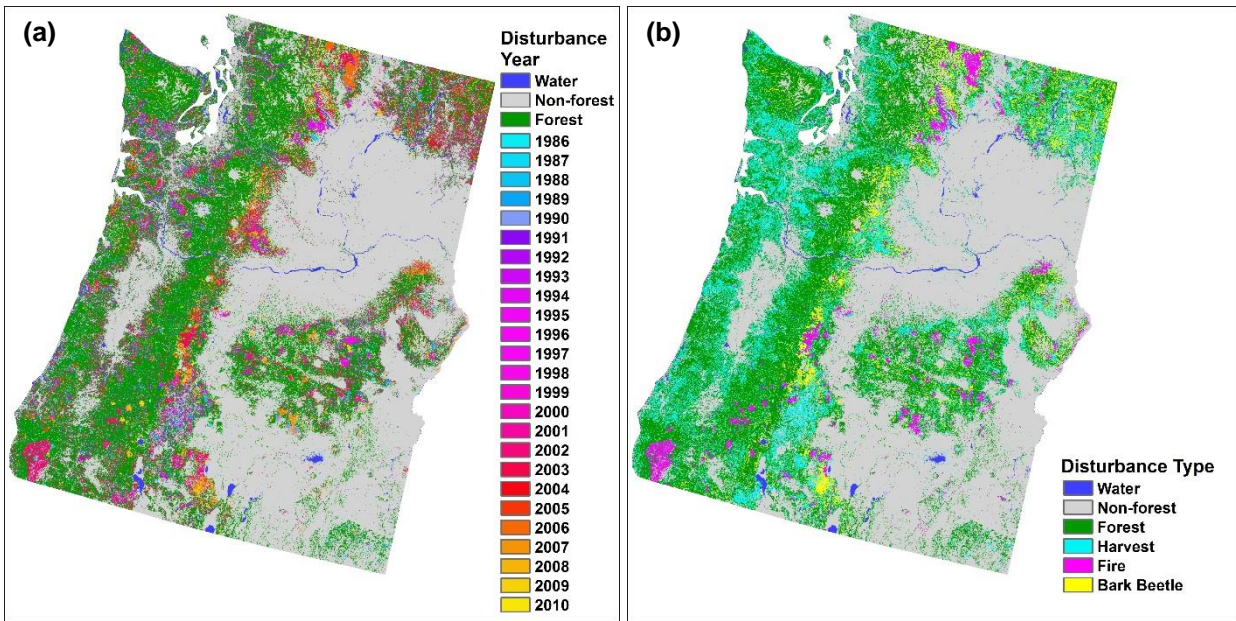 (a)
Disturbance
Year
Water
Non-forest
Forest
1986
1987
1988
1989
1990
1991
1992
1993
1994
1995
1996
1997
1998
1999
2000
2001
2002
2003
2004
2005
2006
2007
2008
2009
2010
(b)
Disturbance Type
Water
Non-forest
Forest
Harvest
Fire
Bark Beetle